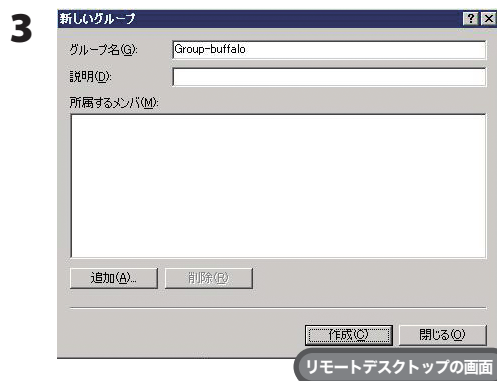 3
新しいグループ
グループ名(G): Group-buffalo
説明(D):
所属するメンバ(M):
追加(A)... 削除(R)
作成(C) 閉じる(O)
リモートデスクトップの画面